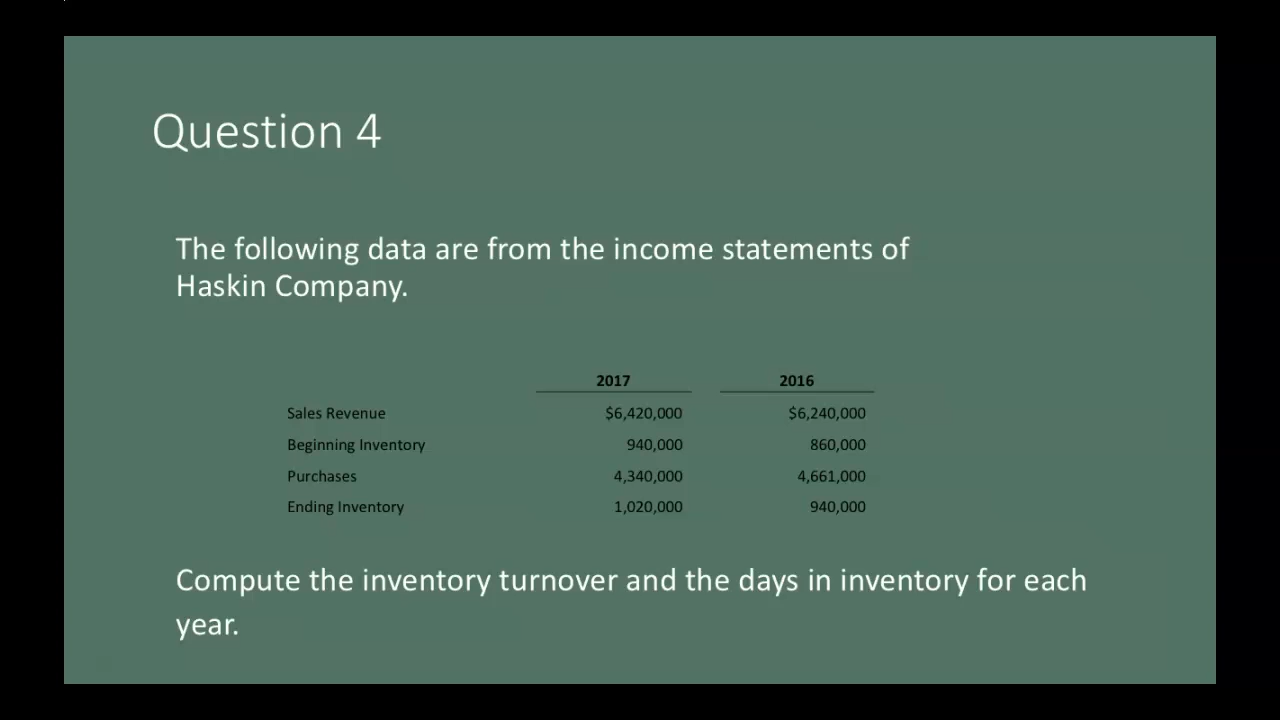 Question 4
The following data are from the income statements of
Haskin Company.
2017 2016
Sales Revenue $6,420,000 $6,240,000
Beginning Inventory 940,000 860,000
Purchases 4,340,000 4,661,000
Ending Inventory 1,020,000 940,000
Compute the inventory turnover and the days in inventory for each
year.